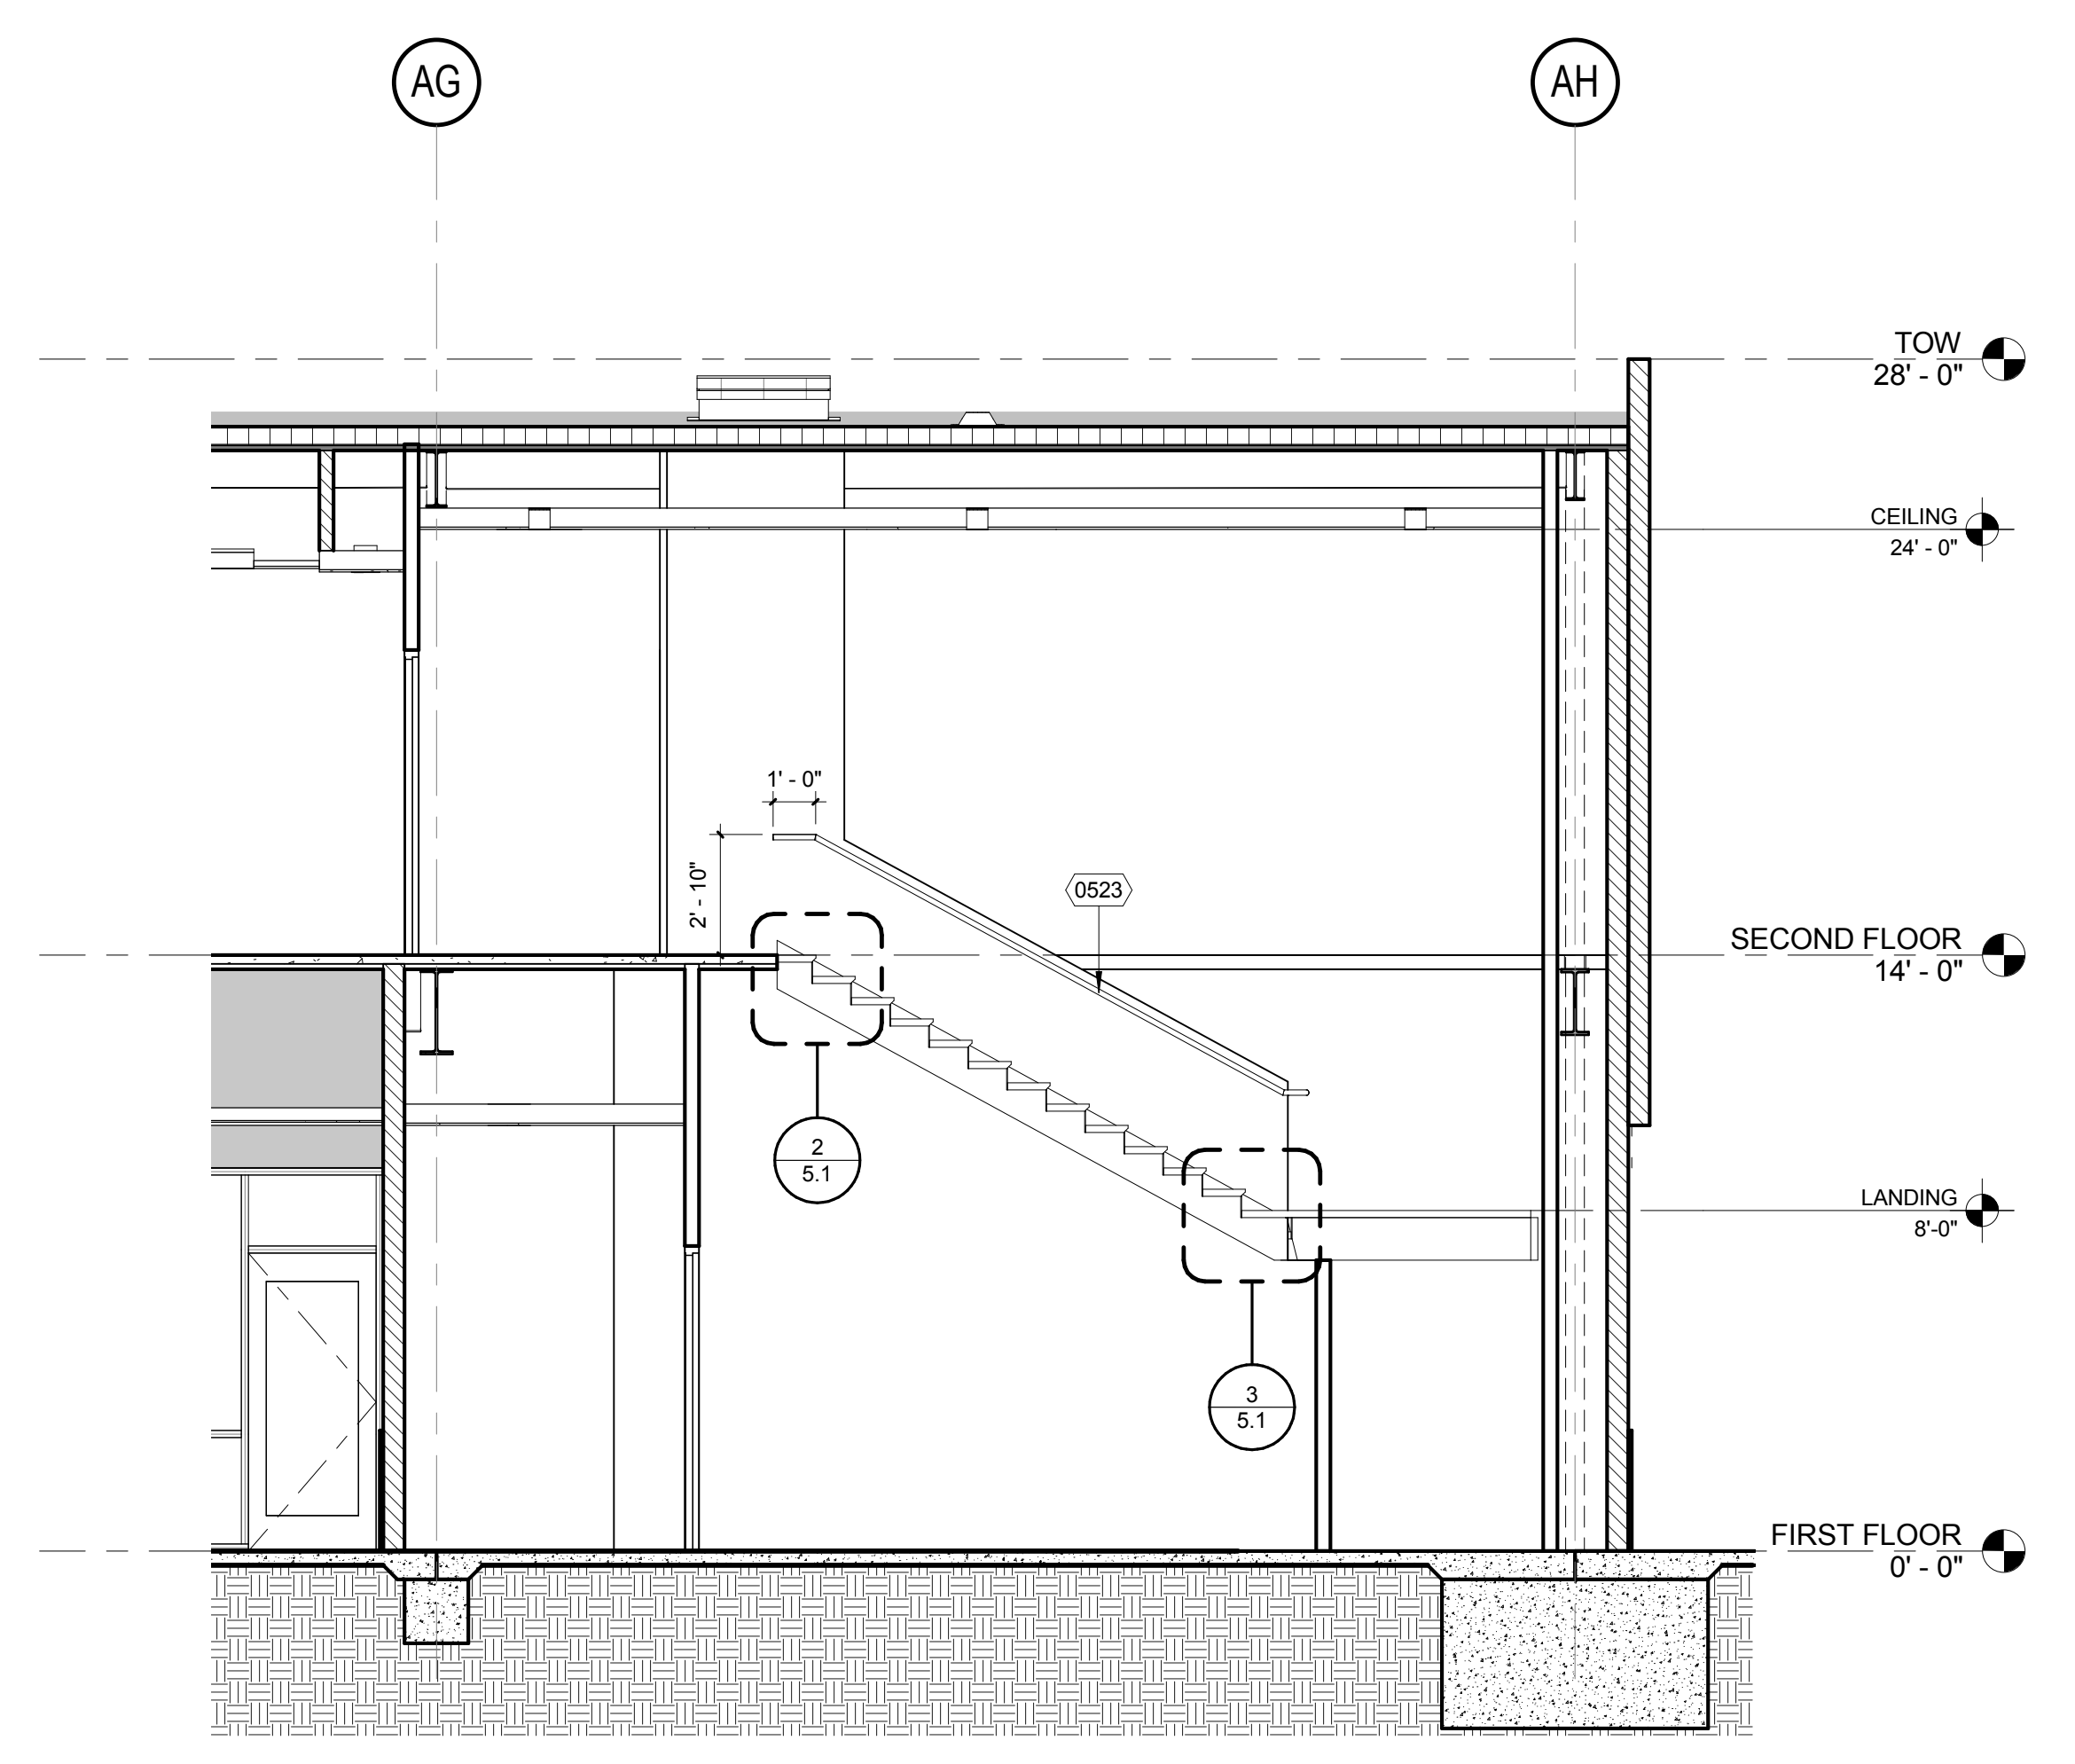 AG
AH
TOW
28' - 0"
CEILING
24' - 0"
1' - 0"
2' - 10"
0523
SECOND FLOOR
14' - 0"
2
5.1
LANDING
8'-0"
3
5.1
FIRST FLOOR
0' - 0"